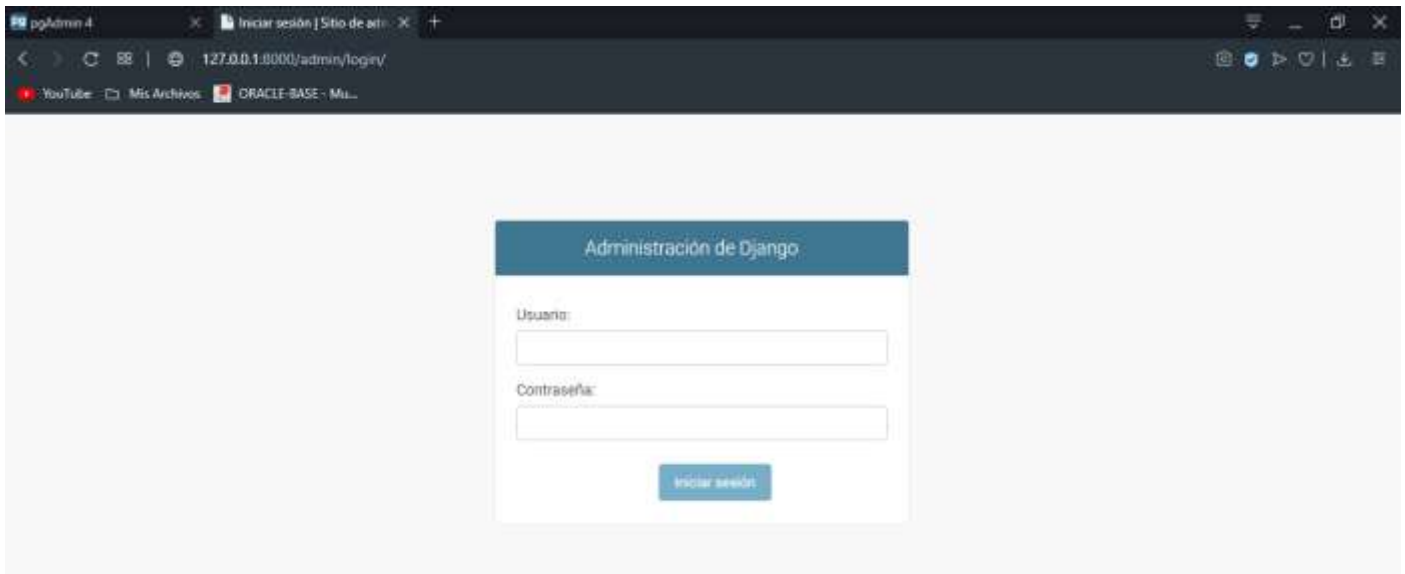 pgAdmin 4
Iniciar sesión | Sitio de adm
127.0.0.1:8000/admin/login/
YouTube Mis Archivos ORACLE-BASE - Mu...
Administración de Django
Usuario:
Contraseña:
Iniciar sesión